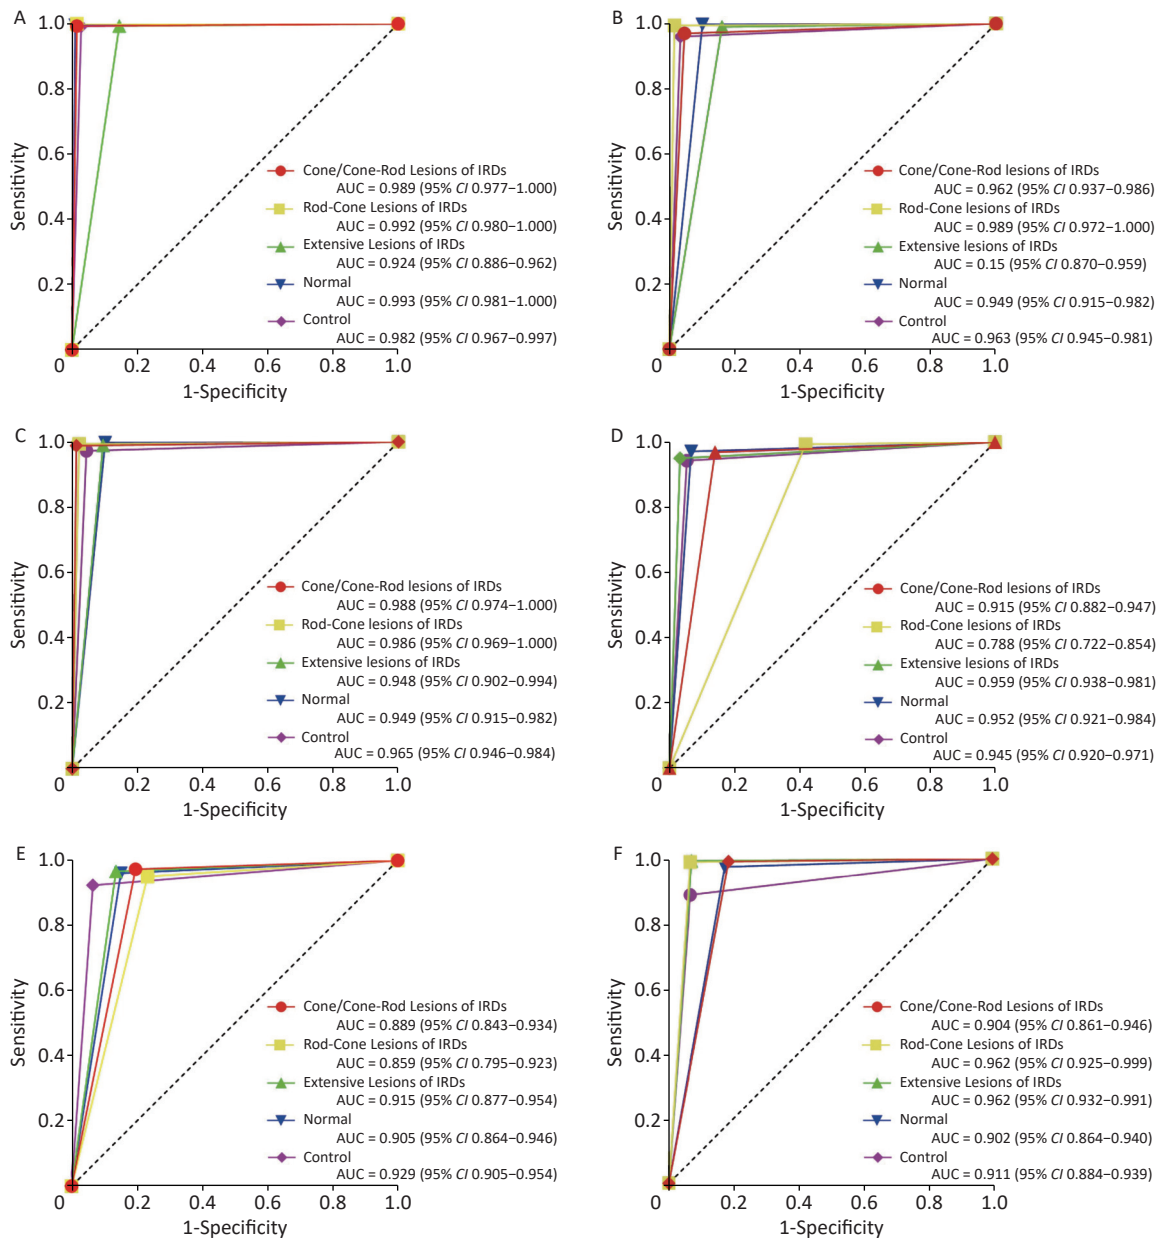 A
1.0
0.8
0.6
0.4
0.2
0
0.2
0.4
0.6
0.8
1.0
Sensitivity
1-Specificity
Cone/Cone-Rod Lesions of IRDs
AUC = 0.989 (95% CI 0.977–1.000)
Rod-Cone Lesions of IRDs
AUC = 0.992 (95% CI 0.980–1.000)
Extensive Lesions of IRDs
AUC = 0.924 (95% CI 0.886–0.962)
Normal
AUC = 0.993 (95% CI 0.981–1.000)
Control
AUC = 0.982 (95% CI 0.967–0.997)
B
1.0
0.8
0.6
0.4
0.2
0
0.2
0.4
0.6
0.8
1.0
Sensitivity
1-Specificity
Cone/Cone-Rod lesions of IRDs
AUC = 0.962 (95% CI 0.937–0.986)
Rod-Cone lesions of IRDs
AUC = 0.989 (95% CI 0.972–1.000)
Extensive lesions of IRDs
AUC = 0.15 (95% CI 0.870–0.959)
Normal
AUC = 0.949 (95% CI 0.915–0.982)
Control
AUC = 0.963 (95% CI 0.945–0.981)
C
1.0
0.8
0.6
0.4
0.2
0
0.2
0.4
0.6
0.8
1.0
Sensitivity
1-Specificity
Cone/Cone-Rod lesions of IRDs
AUC = 0.988 (95% CI 0.974–1.000)
Rod-Cone lesions of IRDs
AUC = 0.986 (95% CI 0.969–1.000)
Extensive lesions of IRDs
AUC = 0.948 (95% CI 0.902–0.994)
Normal
AUC = 0.949 (95% CI 0.915–0.982)
Control
AUC = 0.965 (95% CI 0.946–0.984)
D
1.0
0.8
0.6
0.4
0.2
0
0.2
0.4
0.6
0.8
1.0
Sensitivity
1-Specificity
Cone/Cone-Rod lesions of IRDs
AUC = 0.915 (95% CI 0.882–0.947)
Rod-Cone lesions of IRDs
AUC = 0.788 (95% CI 0.722–0.854)
Extensive lesions of IRDs
AUC = 0.959 (95% CI 0.938–0.981)
Normal
AUC = 0.952 (95% CI 0.921–0.984)
Control
AUC = 0.945 (95% CI 0.920–0.971)
E
1.0
0.8
0.6
0.4
0.2
0
0.2
0.4
0.6
0.8
1.0
Sensitivity
1-Specificity
Cone/Cone-Rod Lesions of IRDs
AUC = 0.889 (95% CI 0.843–0.934)
Rod-Cone Lesions of IRDs
AUC = 0.859 (95% CI 0.795–0.923)
Extensive Lesions of IRDs
AUC = 0.915 (95% CI 0.877–0.954)
Normal
AUC = 0.905 (95% CI 0.864–0.946)
Control
AUC = 0.929 (95% CI 0.905–0.954)
F
1.0
0.8
0.6
0.4
0.2
0
0.2
0.4
0.6
0.8
1.0
Sensitivity
1-Specificity
Cone/Cone-Rod Lesions of IRDs
AUC = 0.904 (95% CI 0.861–0.946)
Rod-Cone Lesions of IRDs
AUC = 0.962 (95% CI 0.925–0.999)
Extensive Lesions of IRDs
AUC = 0.962 (95% CI 0.932–0.991)
Normal
AUC = 0.902 (95% CI 0.864–0.940)
Control
AUC = 0.911 (95% CI 0.884–0.939)